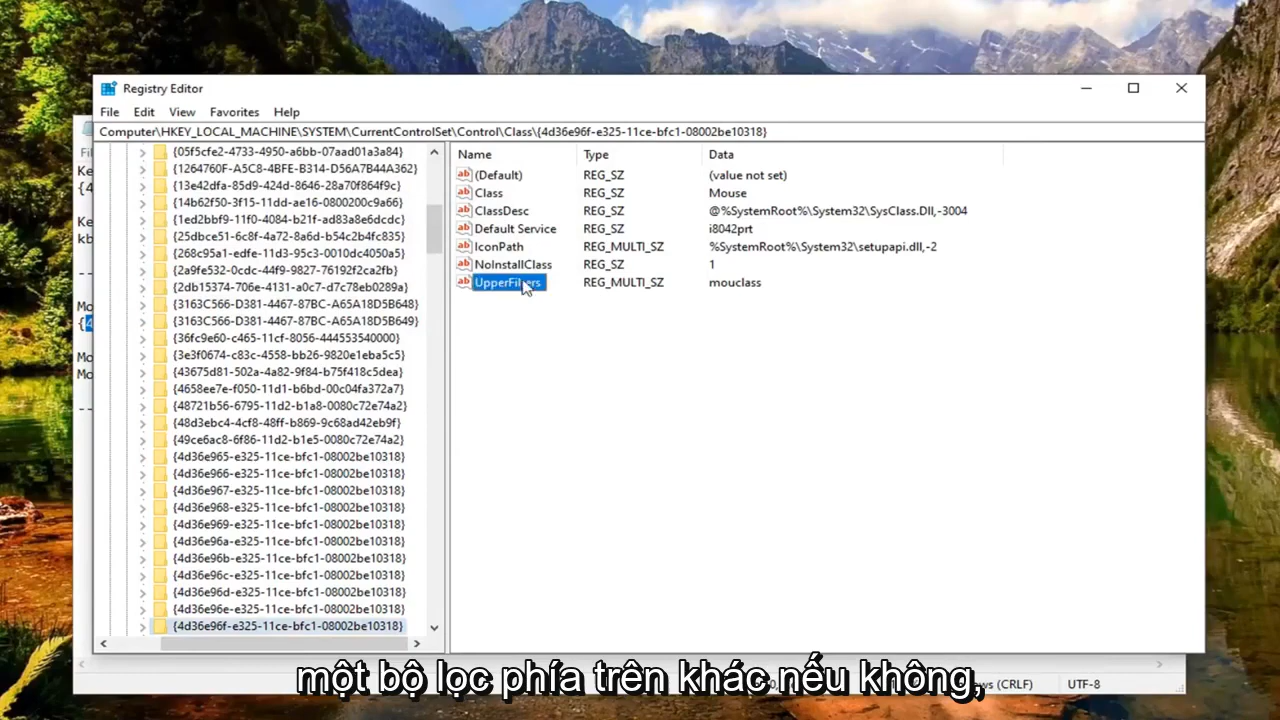 Registry Editor
File Edit View Favorites Help
Computer\HKEY_LOCAL_MACHINE\SYSTEM\CurrentControlSet\Control\Class\{4d36e96f-e325-11ce-bfc1-08002be10318}
{05f5cfe2-4733-4950-a6bb-07aad01a3a84}
{1264760F-A5C8-4BFE-B314-D56A7B44A362}
{13e42dfa-85d9-424d-8646-28a70f864f9c}
{14b62f50-3f15-11dd-ae16-0800200c9a66}
{1ed2bbf9-11f0-4084-b21f-ad83a8e6dcdc}
{25dbce51-6c8f-4a72-8a6d-b54c2b4fc835}
{268c95a1-edfe-11d3-95c3-0010dc4050a5}
{2a9fe532-0cdc-44f9-9827-76192f2ca2fb}
{2db15374-706e-4131-a0c7-d7c78eb0289a}
{3163C566-D381-4467-87BC-A65A18D5B648}
{3163C566-D381-4467-87BC-A65A18D5B649}
{36fc9e60-c465-11cf-8056-444553540000}
{3e3f0674-c83c-4558-bb26-9820e1eba5c5}
{43675d81-502a-4a82-9f84-b75f418c5dea}
{4658ee7e-f050-11d1-b6bd-00c04fa372a7}
{48721b56-6795-11d2-b1a8-0080c72e74a2}
{48d3ebc4-4cf8-48ff-b869-9c68ad42eb9f}
{49ce6ac8-6f86-11d2-b1e5-0080c72e74a2}
{4d36e965-e325-11ce-bfc1-08002be10318}
{4d36e966-e325-11ce-bfc1-08002be10318}
{4d36e967-e325-11ce-bfc1-08002be10318}
{4d36e968-e325-11ce-bfc1-08002be10318}
{4d36e969-e325-11ce-bfc1-08002be10318}
{4d36e96a-e325-11ce-bfc1-08002be10318}
{4d36e96b-e325-11ce-bfc1-08002be10318}
{4d36e96c-e325-11ce-bfc1-08002be10318}
{4d36e96d-e325-11ce-bfc1-08002be10318}
{4d36e96e-e325-11ce-bfc1-08002be10318}
{4d36e96f-e325-11ce-bfc1-08002be10318}
Name Type Data
(Default) REG_SZ (value not set)
Class REG_SZ Mouse
ClassDesc REG_SZ @%SystemRoot%\System32\SysClass.Dll,-3004
Default Service REG_SZ i8042prt
IconPath REG_MULTI_SZ %SystemRoot%\System32\setupapi.dll,-2
NoInstallClass REG_SZ 1
UpperFilters REG_MULTI_SZ mouclass
(CRLF) UTF-8
một bộ lọc phía trên khác nếu không,